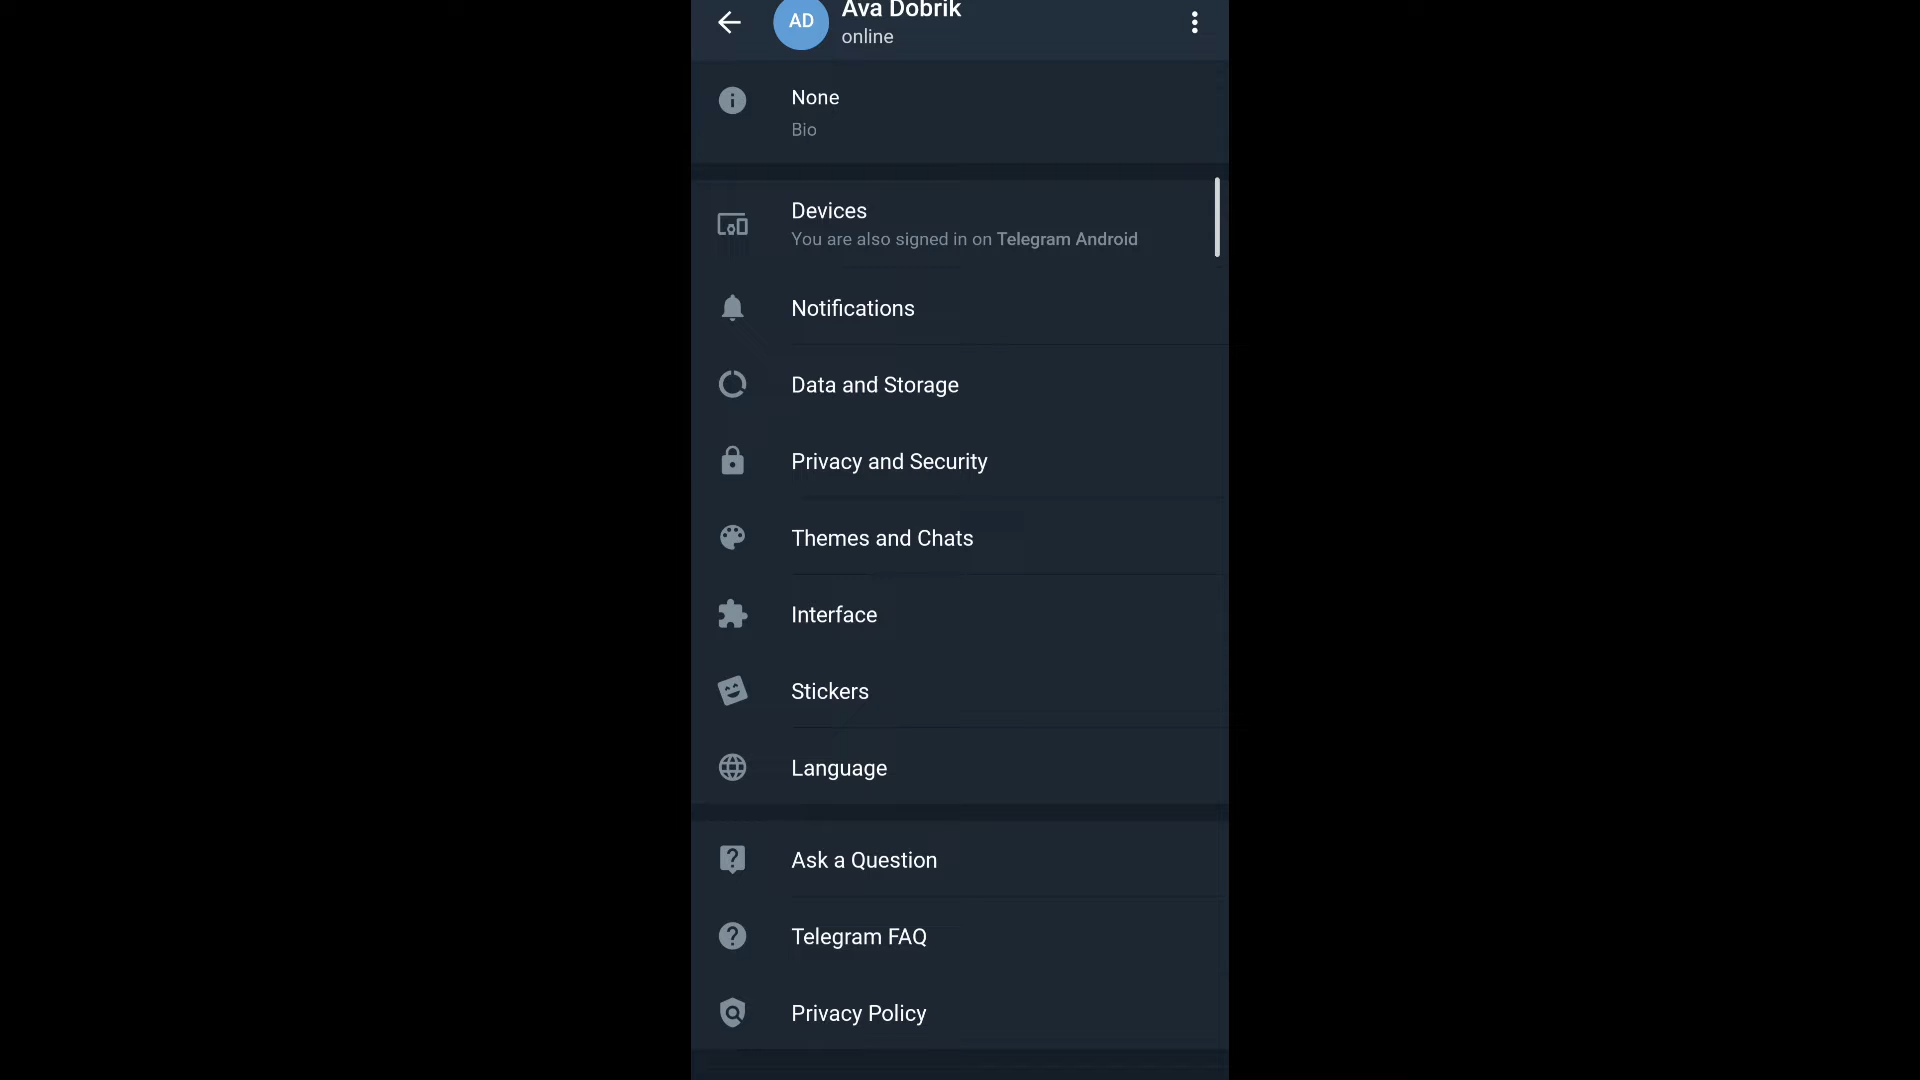 AD
Ava Dobrik
online
None
Bio
Devices
You are also signed in on Telegram Android
Notifications
Data and Storage
Privacy and Security
Themes and Chats
Interface
Stickers
Language
Ask a Question
Telegram FAQ
Privacy Policy